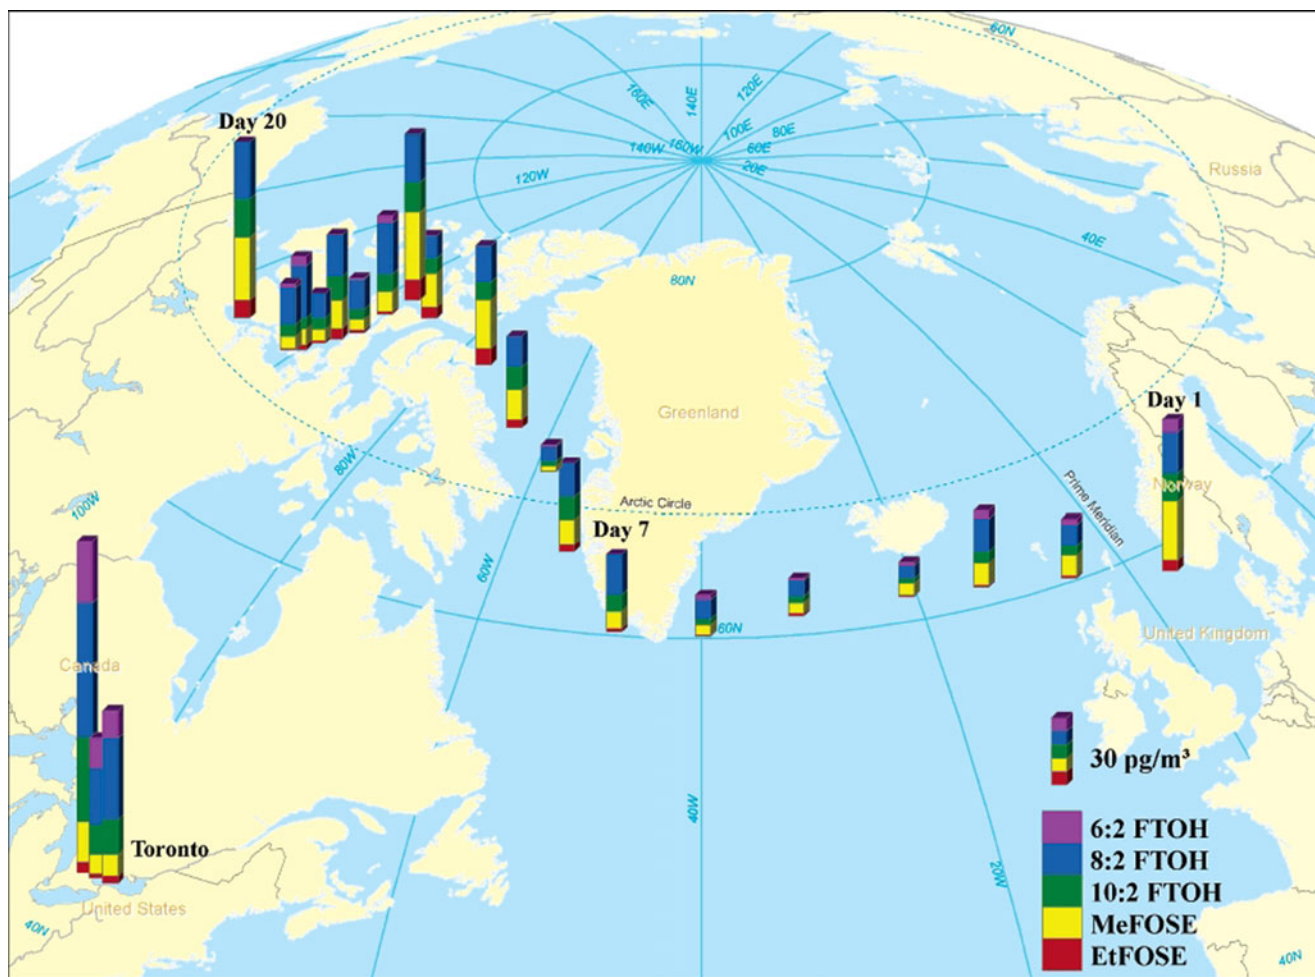 60N
160E
140E
120E
100E
80E
60E
20E
40E
160W
140W
120W
Day 20
Russia
80N
Greenland
Day 1
Norway
80W
100W
Arctic Circle
Prime Meridian
Day 7
60W
60N
United Kingdom
Canada
30 pg/m³
40W
20W
Toronto
United States
40N
40N
6:2 FTOH
8:2 FTOH
10:2 FTOH
MeFOSE
EtFOSE